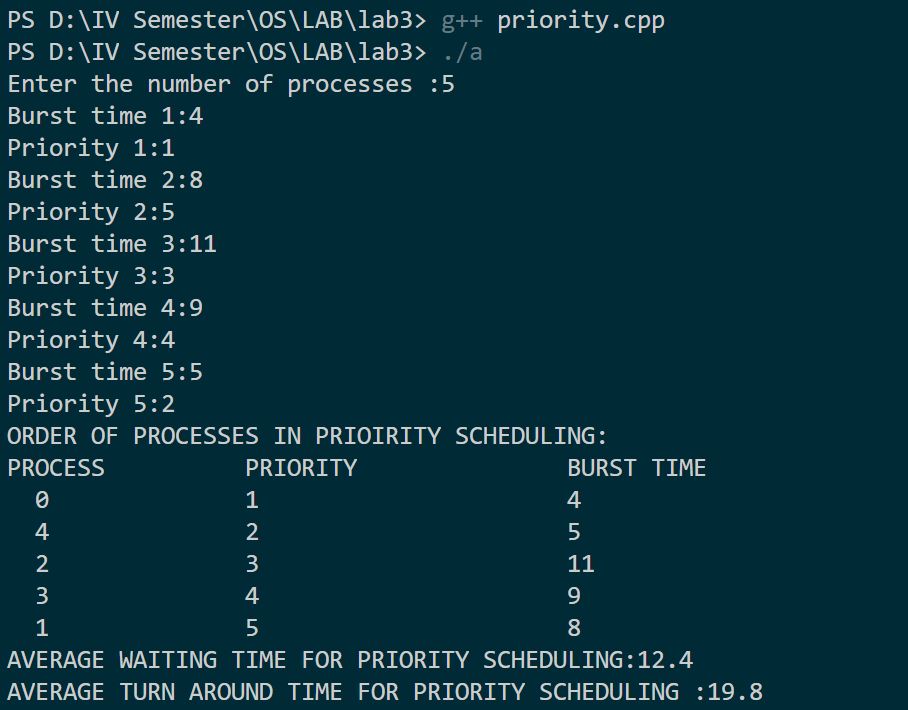 PS D:\IV Semester\OS\LAB\lab3> g++ priority.cpp
PS D:\IV Semester\OS\LAB\lab3> ./a
Enter the number of processes :5
Burst time 1:4
Priority 1:1
Burst time 2:8
Priority 2:5
Burst time 3:11
Priority 3:3
Burst time 4:9
Priority 4:4
Burst time 5:5
Priority 5:2
ORDER OF PROCESSES IN PRIOIRITY SCHEDULING:
PROCESS          PRIORITY               BURST TIME
  0              1                      4
  4              2                      5
  2              3                      11
  3              4                      9
  1              5                      8
AVERAGE WAITING TIME FOR PRIORITY SCHEDULING:12.4
AVERAGE TURN AROUND TIME FOR PRIORITY SCHEDULING :19.8